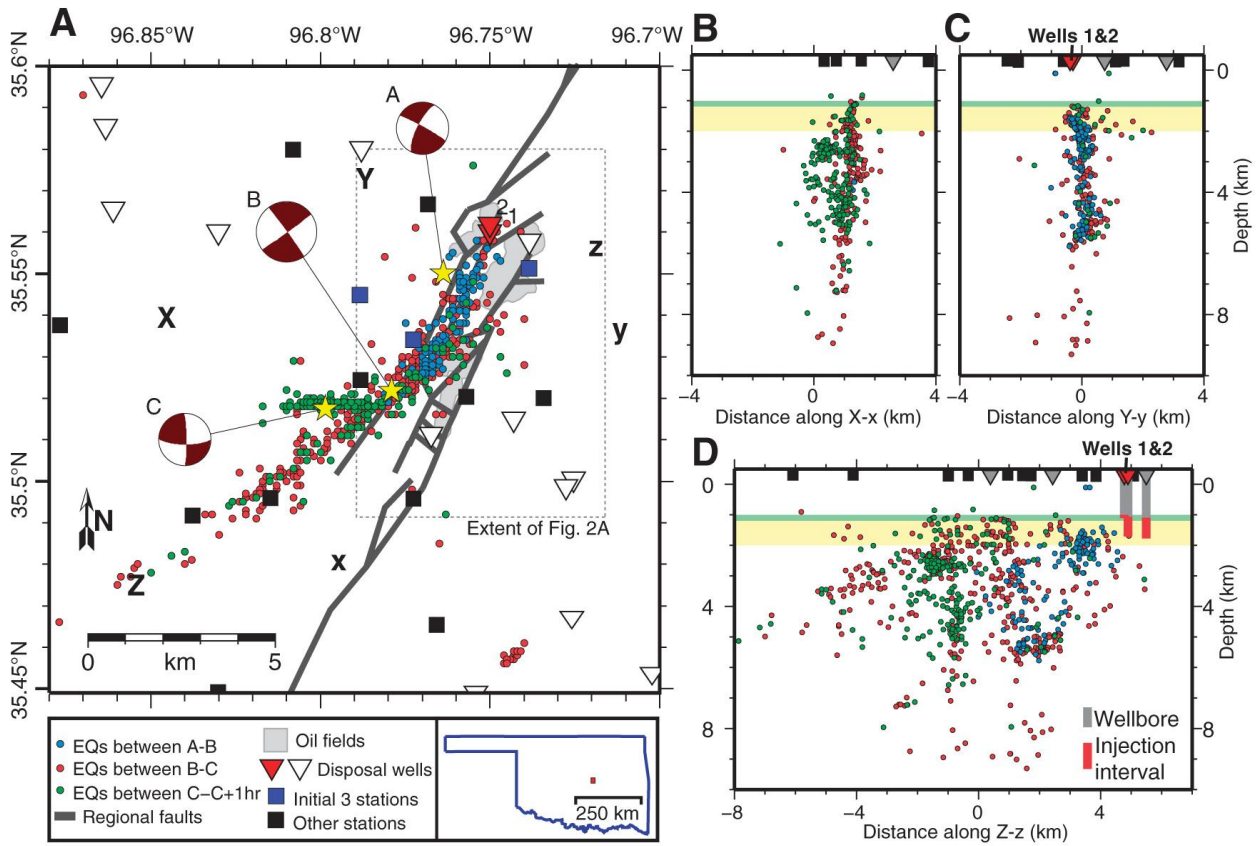 A
96.85°W
96.8°
96.75°W
96.7°W
35.6°N
35.55°N
35.5°N
35.45°N
A
B
C
Y
X
Z
z
y
x
2
1
N
Extent of Fig. 2A
0
km
5
EQs between A-B
EQs between B-C
EQs between C–C+1hr
Regional faults
Oil fields
Disposal wells
Initial 3 stations
Other stations
250 km
B
−4
0
4
Distance along X-x (km)
C
Wells 1&2
0
4
8
Depth (km)
−4
0
4
Distance along Y-y (km)
D
Wells 1&2
0
4
8
0
4
8
Depth (km)
Wellbore
Injection
interval
−8
−4
0
4
Distance along Z-z (km)